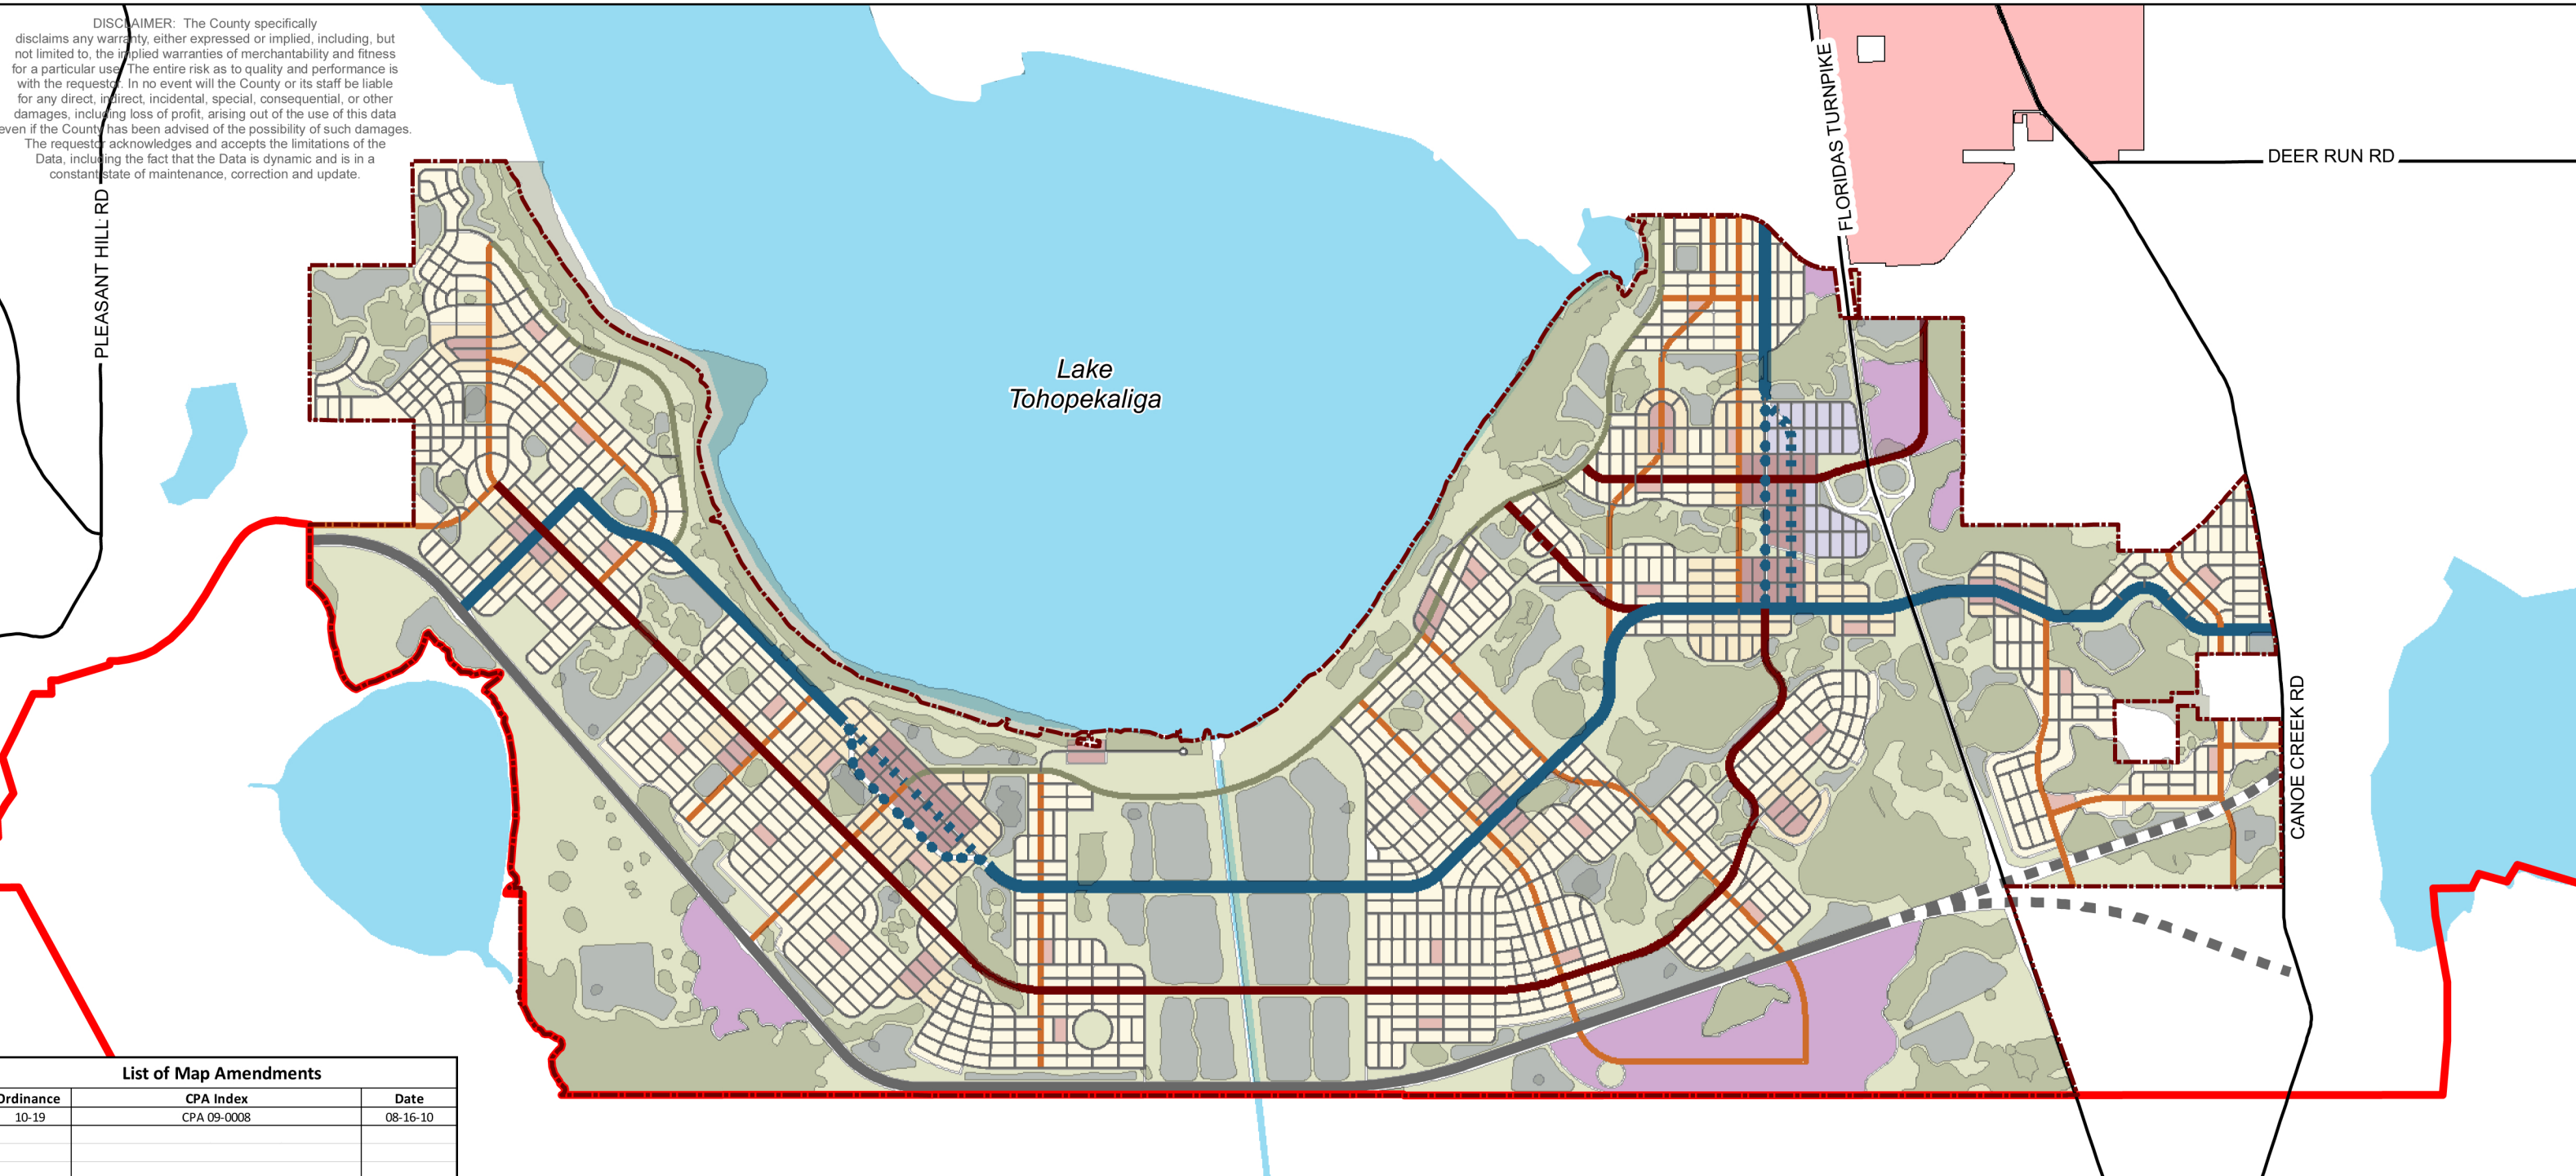 DISCLAIMER: The County specifically
disclaims any warranty, either expressed or implied, including, but
not limited to, the implied warranties of merchantability and fitness
for a particular use. The entire risk as to quality and performance is
with the requestor. In no event will the County or its staff be liable
for any direct, indirect, incidental, special, consequential, or other
damages, including loss of profit, arising out of the use of this data
even if the County has been advised of the possibility of such damages.
The requestor acknowledges and accepts the limitations of the
Data, including the fact that the Data is dynamic and is in a
constant state of maintenance, correction and update.
PLEASANT HILL RD
FLORIDAS TURNPIKE
DEER RUN RD
Lake
Tohopekaliga
CANOE CREEK RD
List of Map Amendments
Ordinance CPA Index Date
10-19 CPA 09-0008 08-16-10